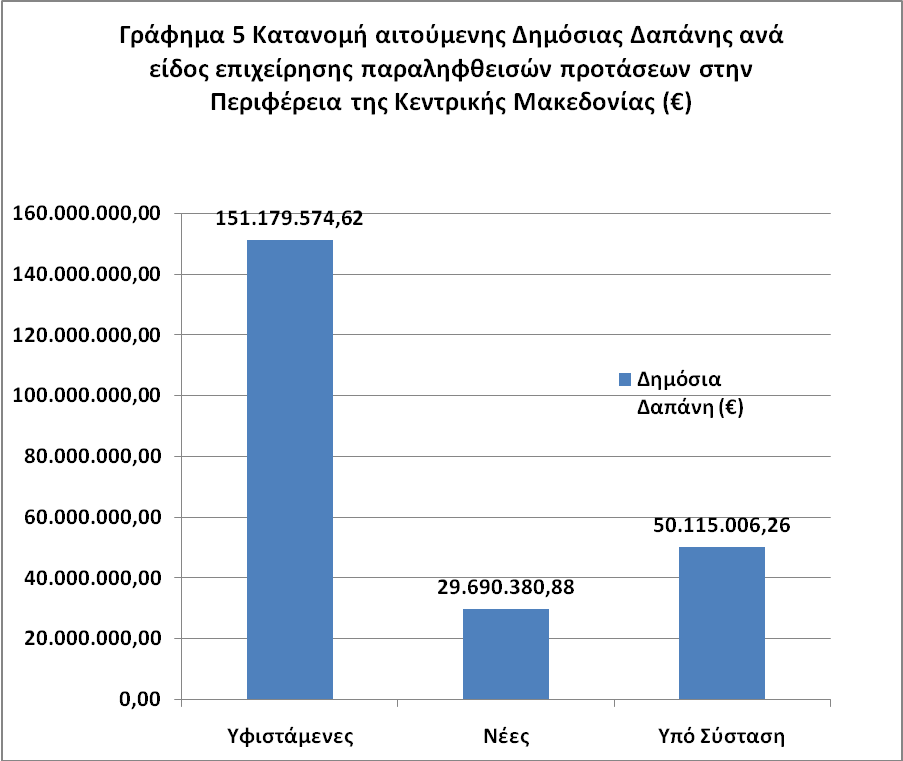 Γράφημα 5 Κατανομή αιτούμενης Δημόσιας Δαπάνης ανά
είδος επιχείρησης παραληφθεισών προτάσεων στην
Περιφέρεια της Κεντρικής Μακεδονίας (€)
160.000.000,00
151.179.574,62
140.000.000,00
120.000.000,00
100.000.000,00
Δημόσια
Δαπάνη (€)
80.000.000,00
60.000.000,00
50.115.006,26
40.000.000,00
29.690.380,88
20.000.000,00
0,00
Υφιστάμενες
Νέες
Υπό Σύσταση